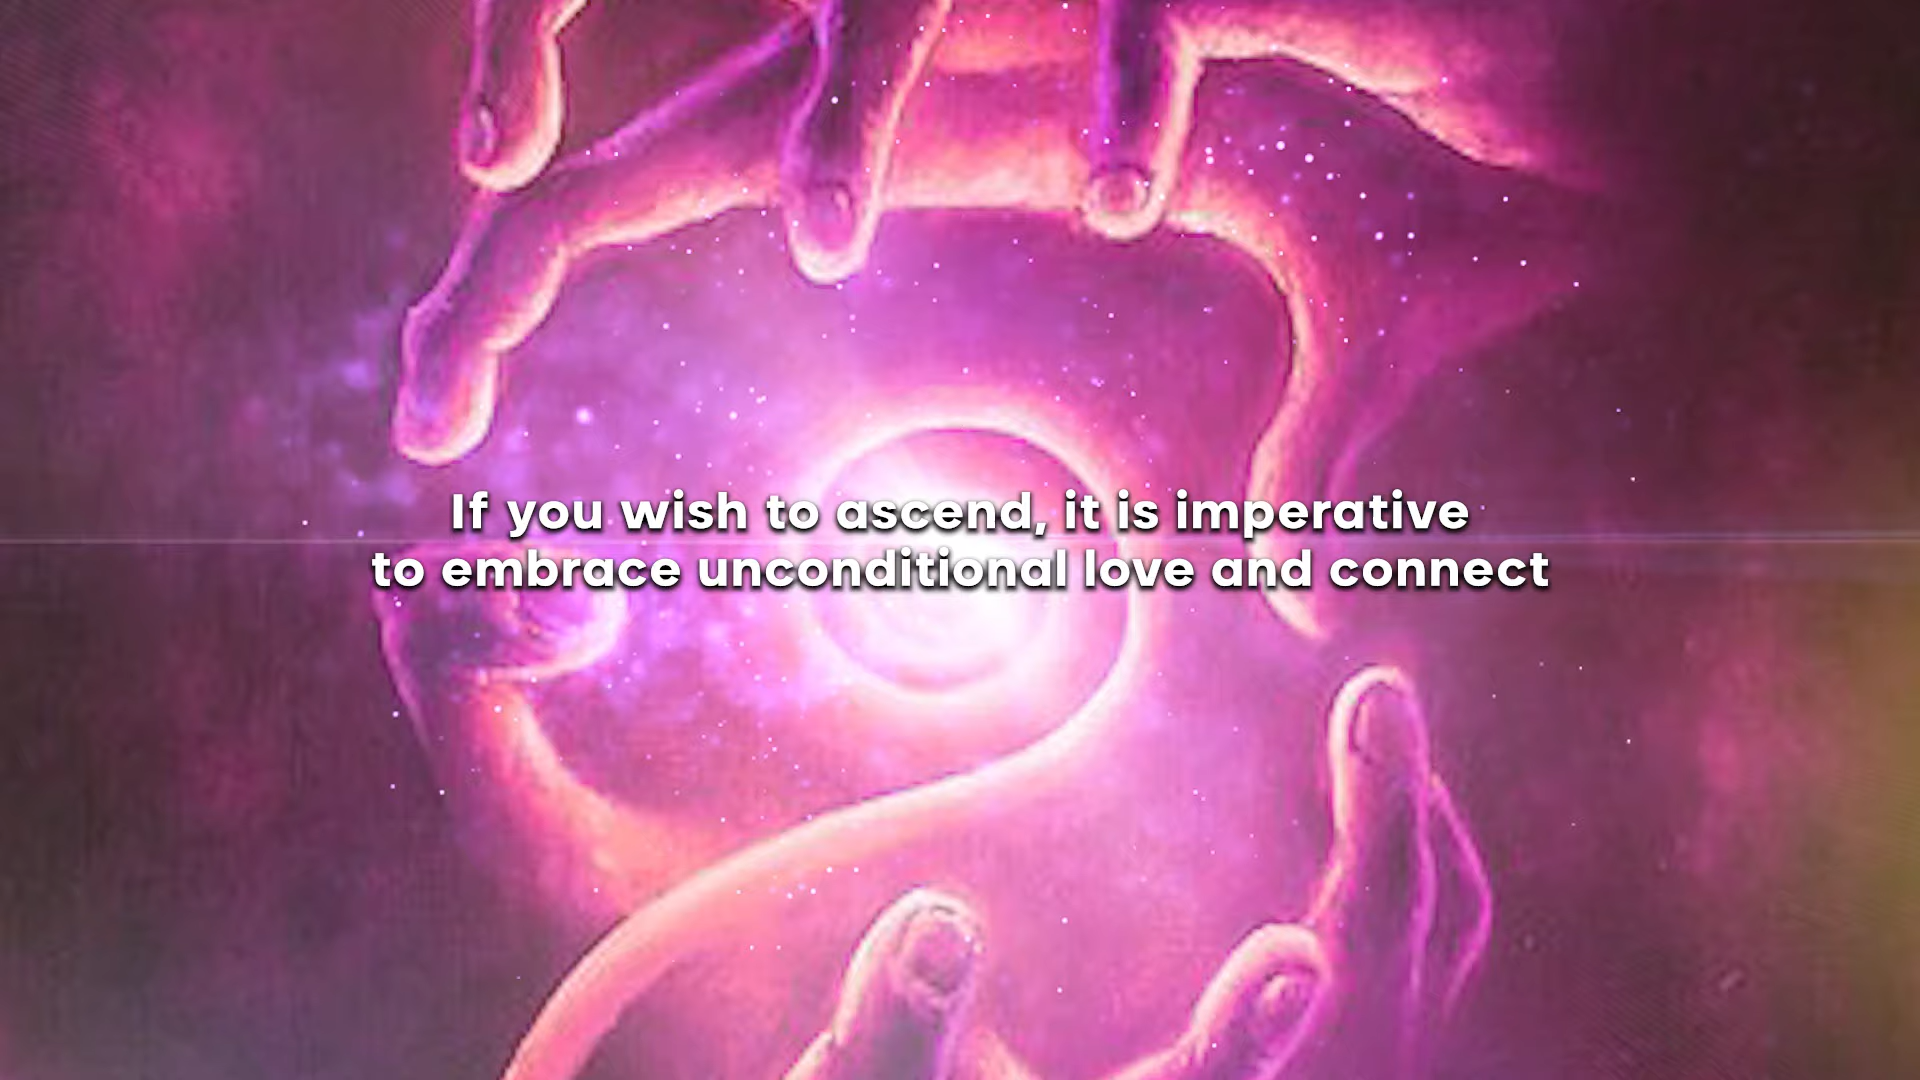 If you wish to ascend, it is imperative
to embrace unconditional love and connect